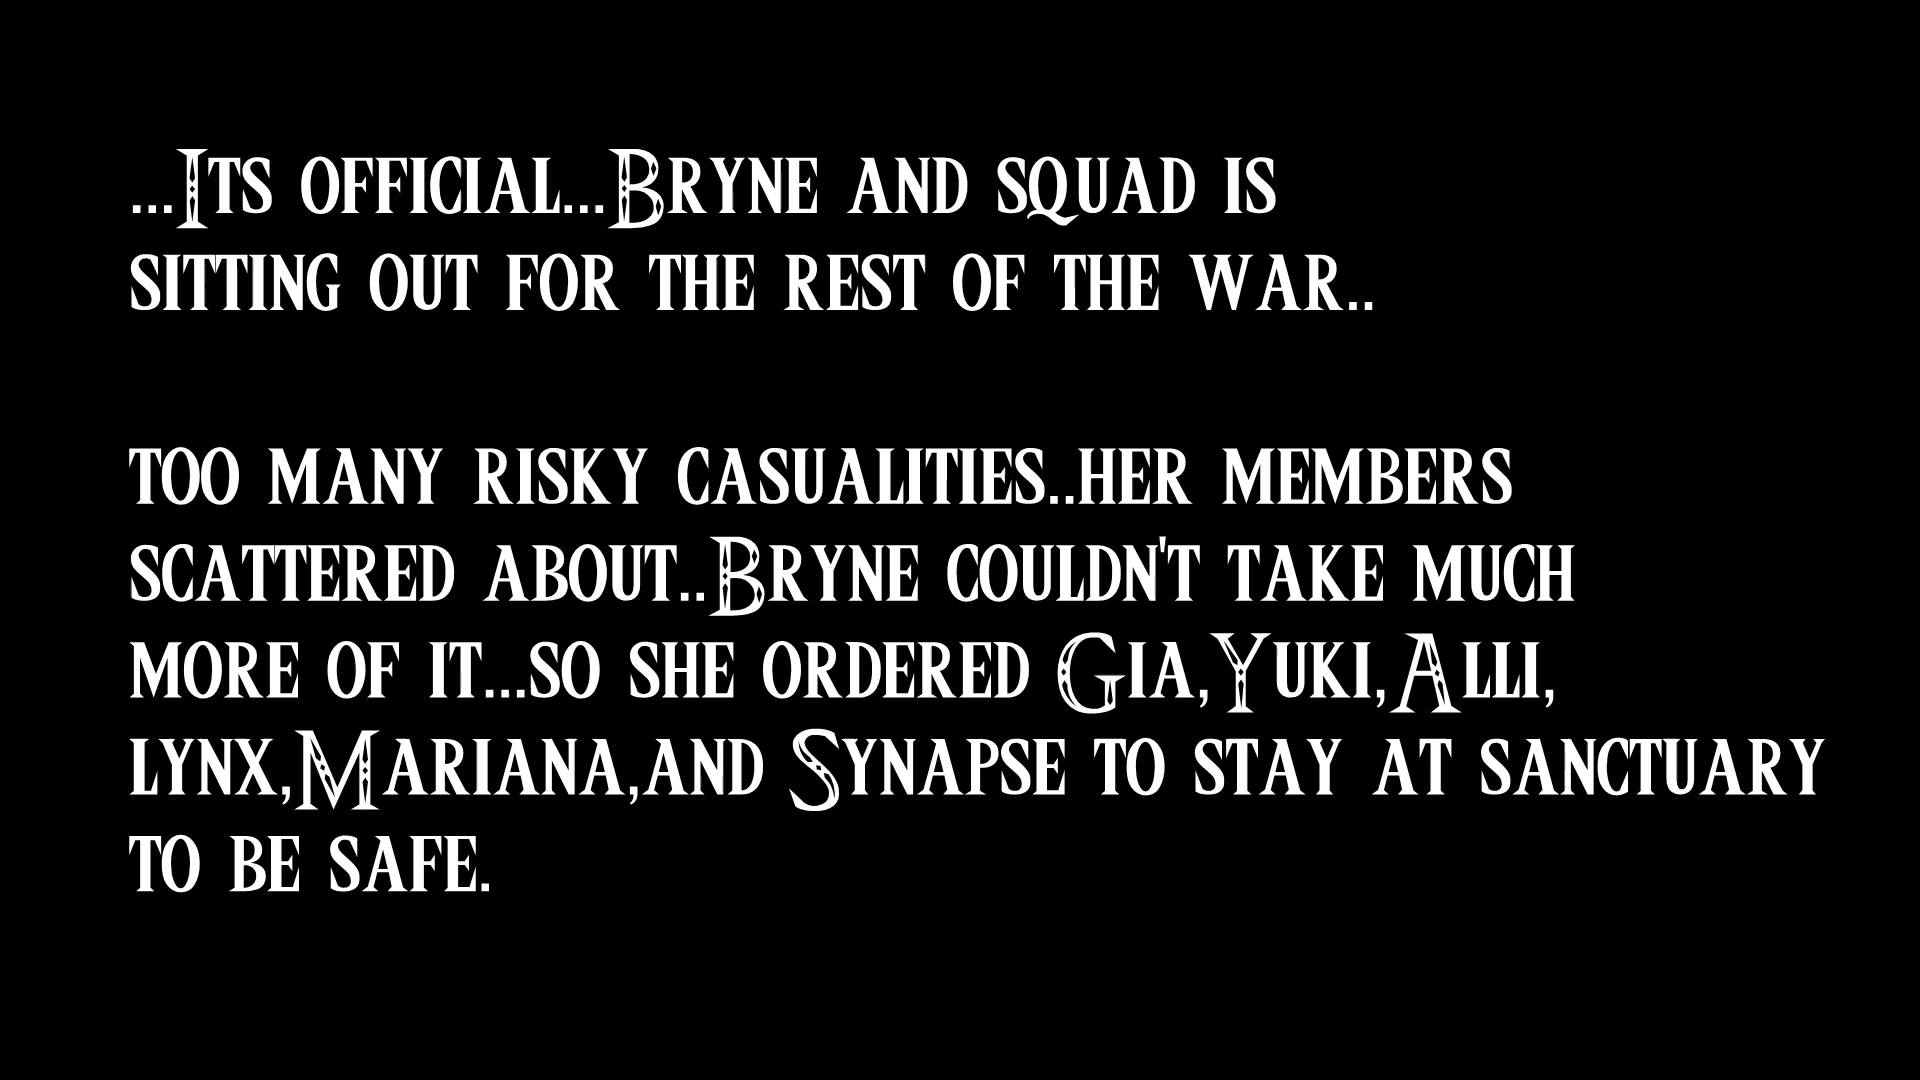 ...Its official...Bryne and squad is
sitting out for the rest of the war..
too many risky casualities..her members
scattered about..Bryne couldn't take much
more of it...so she ordered Gia,Yuki,Alli,
lynx,Mariana,and Synapse to stay at sanctuary
to be safe.